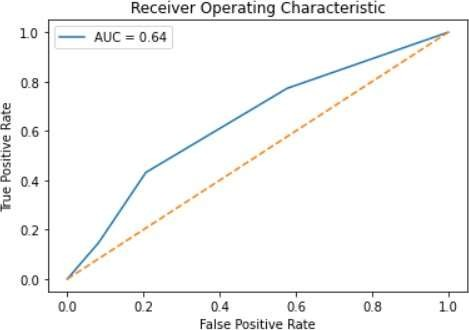 Receiver Operating Characteristic
AUC = 0.64
True Positive Rate
1.0
0.8
0.6
0.4
0.2
0.0
0.0 0.2 0.4 0.6 0.8 1.0
False Positive Rate